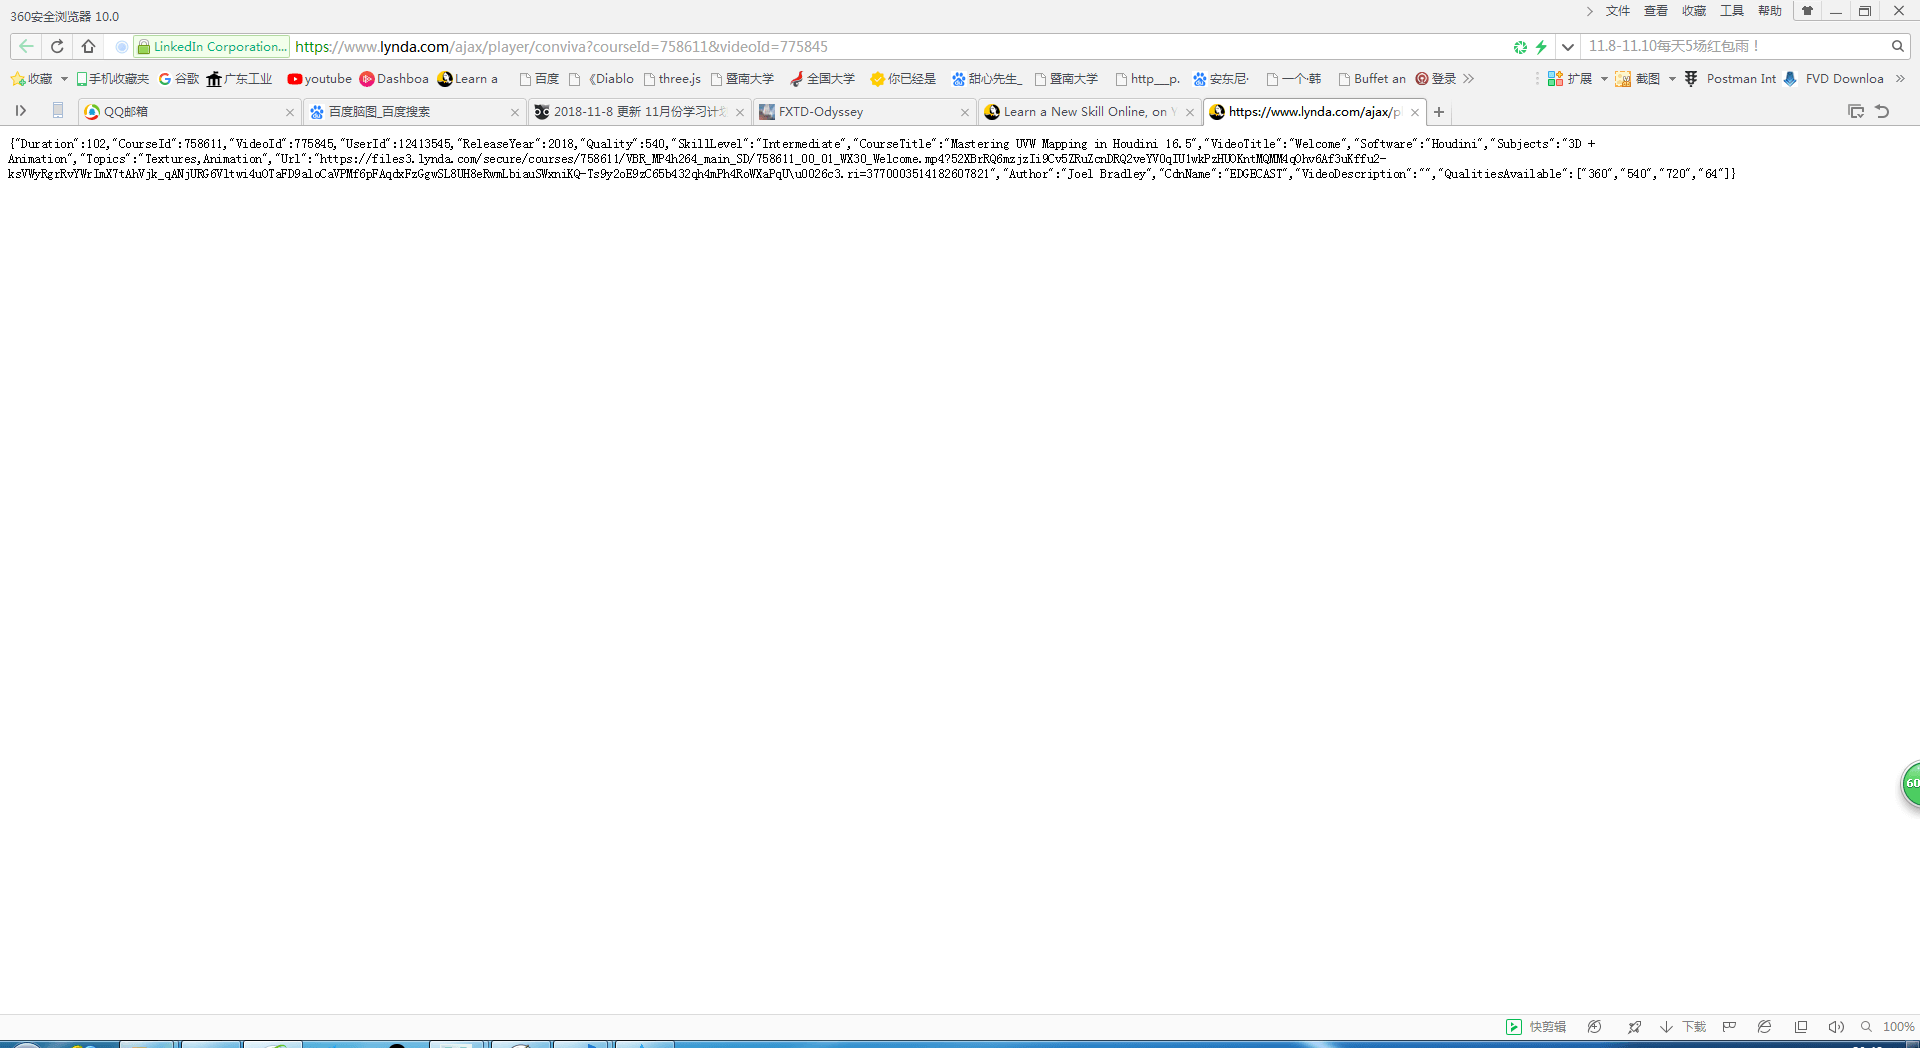 360安全浏览器 10.0
文件 查看 收藏 工具 帮助
LinkedIn Corporation... https://www.lynda.com/ajax/player/conviva?courseId=758611&videoId=775845
11.8-11.10每天5场红包雨！
收藏 手机收藏夹 谷歌 广东工业 youtube Dashboa Learn a 百度 《Diablo three.js 暨南大学 全国大学 你已经是 甜心先生_ 暨南大学 http___p. 安东尼· 一个韩 Buffet an 登录 扩展 截图 Postman Int FVD Downloa
QQ邮箱 百度脑图_百度搜索 2018-11-8 更新 11月份学习计划 FXTD-Odyssey Learn a New Skill Online, on Y https://www.lynda.com/ajax/p
{"Duration":102,"CourseId":758611,"VideoId":775845,"UserId":12413545,"ReleaseYear":2018,"Quality":540,"SkillLevel":"Intermediate","CourseTitle":"Mastering UVW Mapping in Houdini 16.5","VideoTitle":"Welcome","Software":"Houdini","Subjects":"3D +
Animation","Topics":"Textures,Animation","Url":"https://files3.lynda.com/secure/courses/758611/VBR_MP4h264_main_SD/758611_00_01_WX30_Welcome.mp4?52XBrRQ6mzjzIi9Cv5ZRuZcnDRQ2veYV0qIU1wkPzHUOKntMQMM4qOhv6Af3uKffu2-
ksVWyRgrRvYWrImX7tAhVjk_qANjURG6Vltwi4uOTaFD9aloCaVPMf6pFAqdxFzGgwSL8UH8eRwmLbiauSWxniKQ-Ts9y2oE9zC65b432qh4mPh4RoWXaPqU\u0026c3.ri=3770003514182607821","Author":"Joel Bradley","CdnName":"EDGECAST","VideoDescription":"","QualitiesAvailable":["360","540","720","64"]}
60
快剪辑 下载 100%